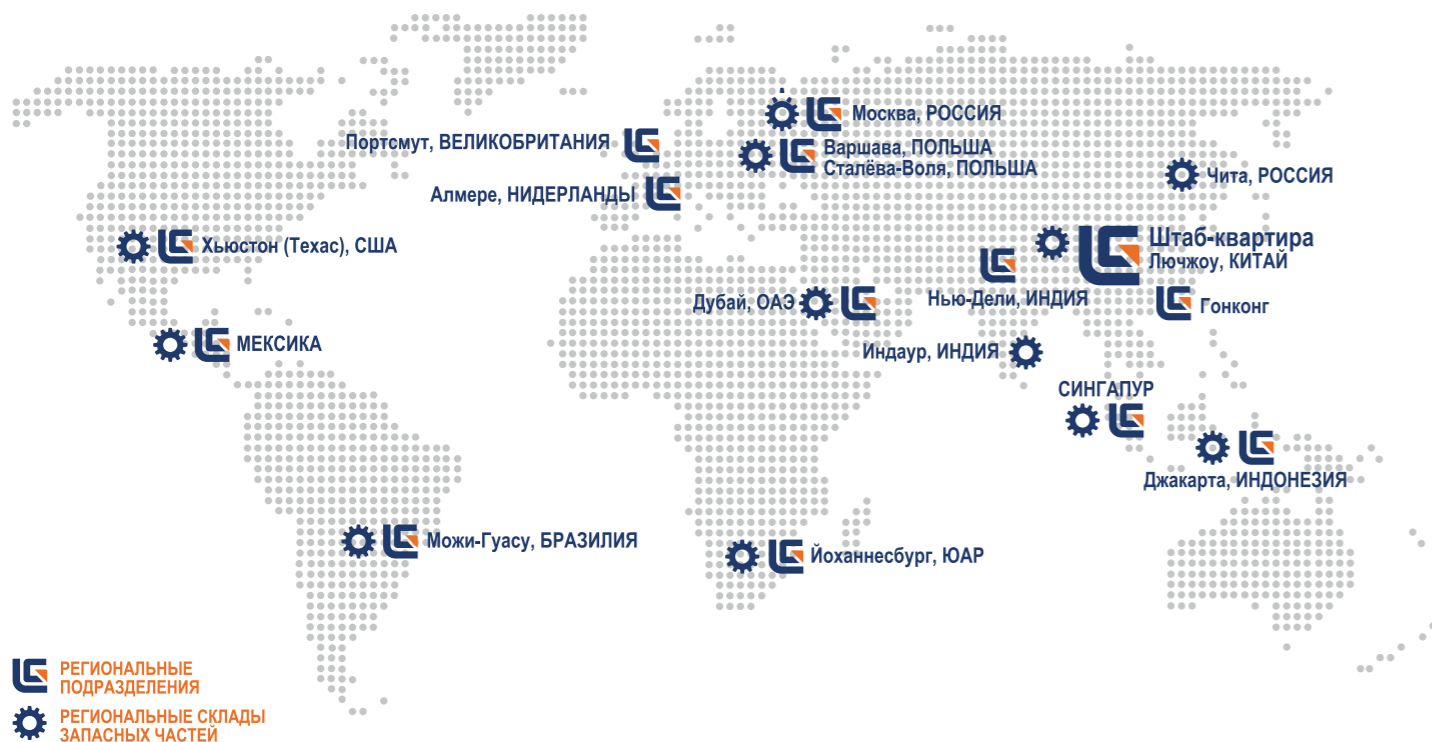 Москва, РОССИЯ
Портсмут, ВЕЛИКОБРИТАНИЯ
Варшава, ПОЛЬША
Сталёва-Воля, ПОЛЬША
Чита, РОССИЯ
Алмере, НИДЕРЛАНДЫ
Хьюстон (Техас), США
Штаб-квартира
Лючжоу, КИТАЙ
Нью-Дели, ИНДИЯ
Дубай, ОАЭ
Гонконг
МЕКСИКА
Индаур, ИНДИЯ
СИНГАПУР
Джакарта, ИНДОНЕЗИЯ
Можи-Гуасу, БРАЗИЛИЯ
Йоханнесбург, ЮАР
РЕГИОНАЛЬНЫЕ
ПОДРАЗДЕЛЕНИЯ
РЕГИОНАЛЬНЫЕ СКЛАДЫ
ЗАПАСНЫХ ЧАСТЕЙ